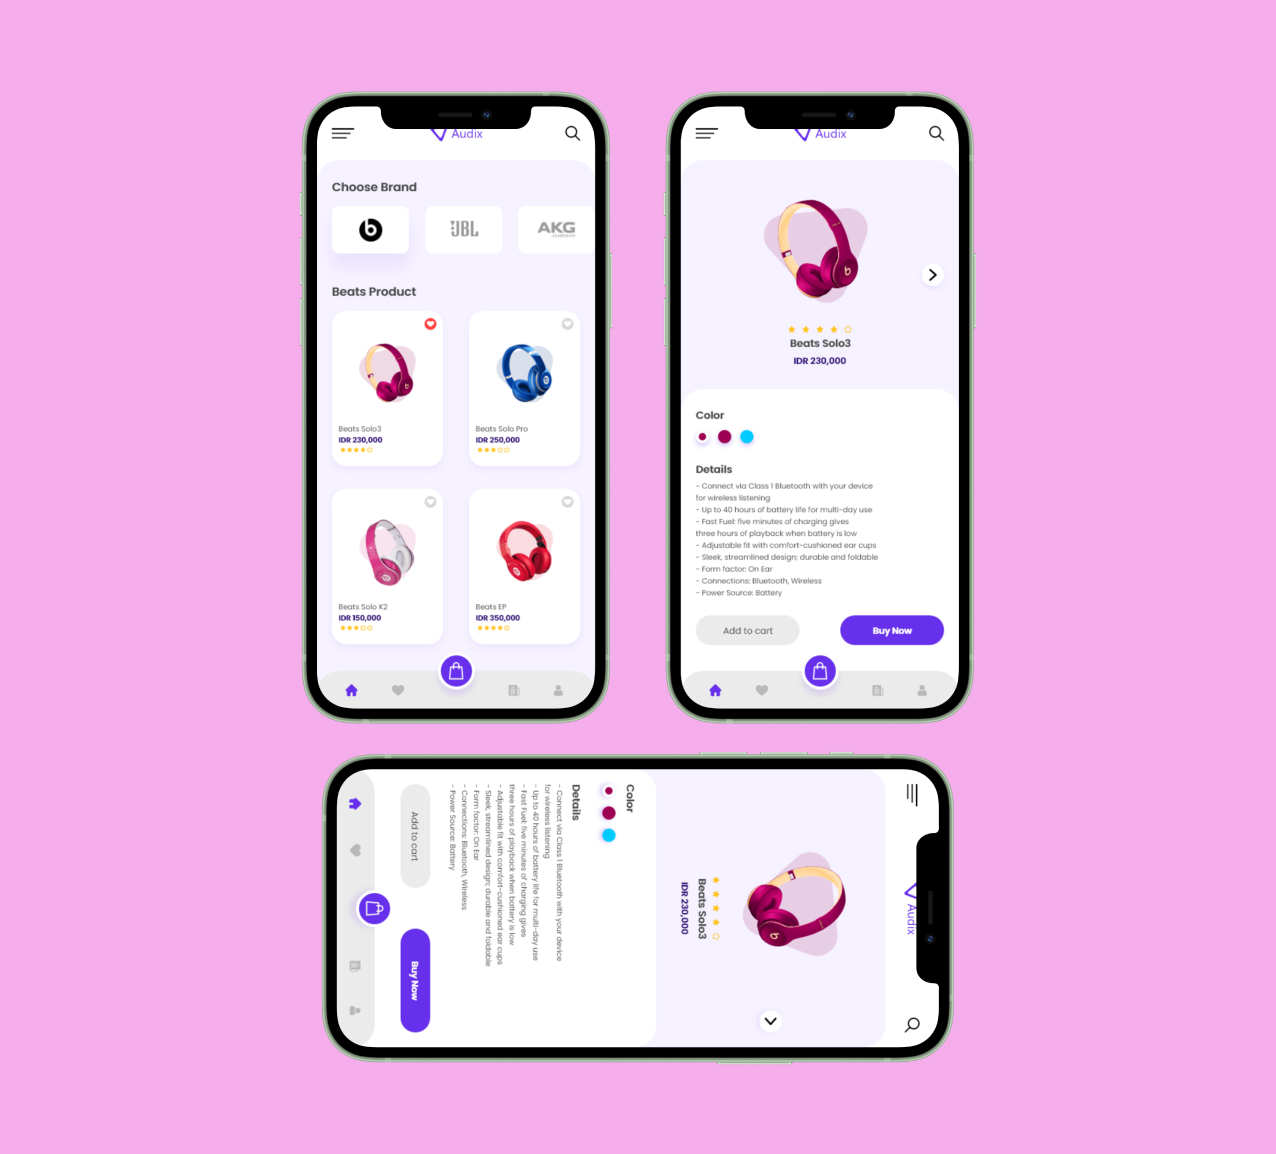 Audix
Choose Brand
b
JBL
AKG
Beats Product
Beats Solo3
IDR 230,000
Beats Solo Pro
IDR 250,000
Beats Solo K2
IDR 150,000
Beats EP
IDR 350,000
Audix
Beats Solo3
IDR 230,000
Color
Details
- Connect via Class 1 Bluetooth with your device
for wireless listening
- Up to 40 hours of battery life for multi-day use
- Fast Fuel: five minutes of charging gives
three hours of playback when battery is low
- Adjustable fit with comfort-cushioned ear cups
- Sleek, streamlined design; durable and foldable
- Form factor: On Ear
- Connections: Bluetooth, Wireless
- Power Source: Battery
Add to cart
Buy Now
Audix
Beats Solo3
IDR 230,000
Color
Details
- Connect via Class 1 Bluetooth with your device
for wireless listening
- Up to 40 hours of battery life for multi-day use
- Fast Fuel: five minutes of charging gives
three hours of playback when battery is low
- Adjustable fit with comfort-cushioned ear cups
- Sleek, streamlined design; durable and foldable
- Form factor: On Ear
- Connections: Bluetooth, Wireless
- Power Source: Battery
Add to cart
Buy Now